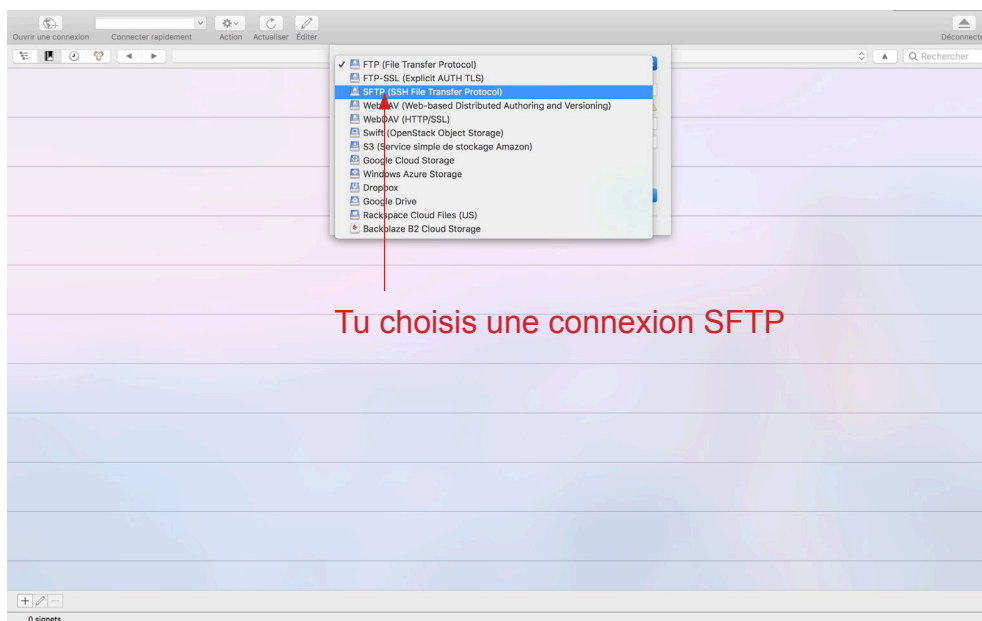 Ouvrir une connexion
Connecter rapidement
Action
Actualiser
Éditer
Déconnecte
Rechercher
✓ FTP (File Transfer Protocol)
FTP-SSL (Explicit AUTH TLS)
SFTP (SSH File Transfer Protocol)
WebDAV (Web-based Distributed Authoring and Versioning)
WebDAV (HTTP/SSL)
Swift (OpenStack Object Storage)
S3 (Service simple de stockage Amazon)
Google Cloud Storage
Windows Azure Storage
Dropbox
Google Drive
Rackspace Cloud Files (US)
Backblaze B2 Cloud Storage
Tu choisis une connexion SFTP
0 signets